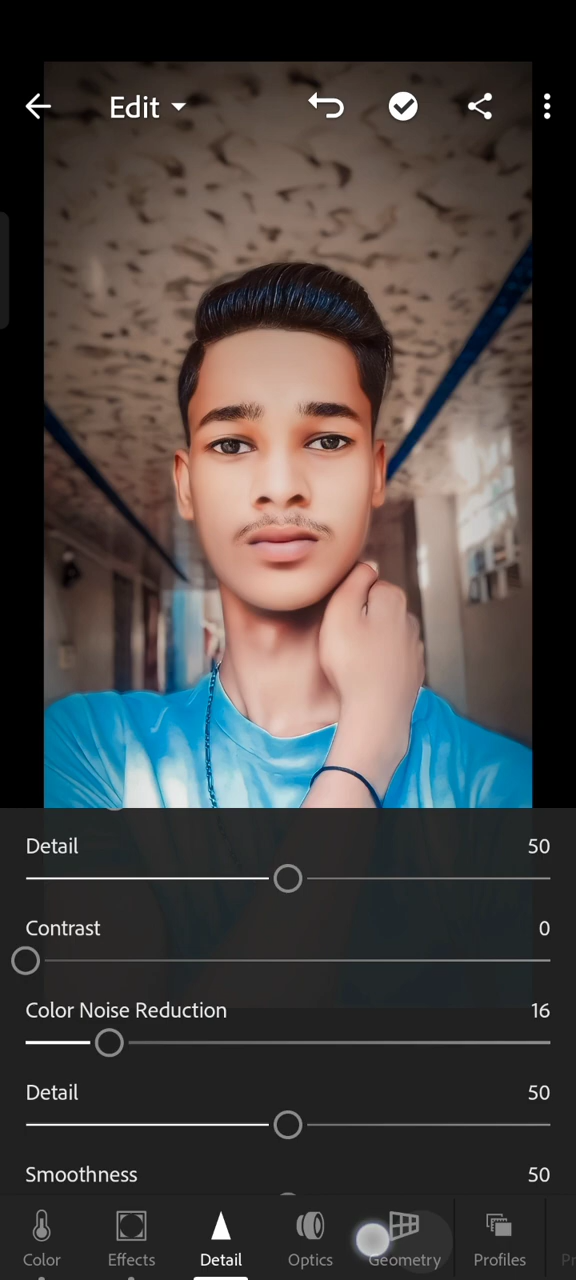 Edit
Detail 50
Contrast 0
Color Noise Reduction 16
Detail 50
Smoothness 50
Color Effects Detail Optics Geometry Profiles